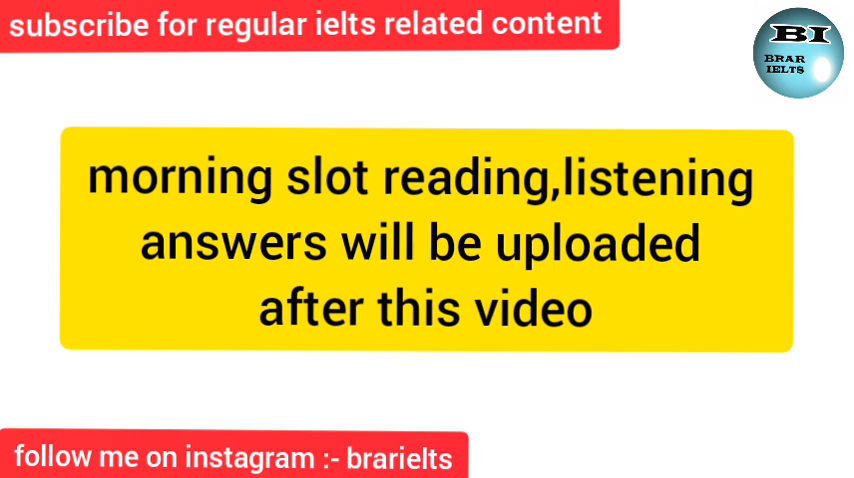 subscribe for regular ielts related content
BI
BRAR
IELTS
morning slot reading,listening
answers will be uploaded
after this video
follow me on instagram :- brarielts